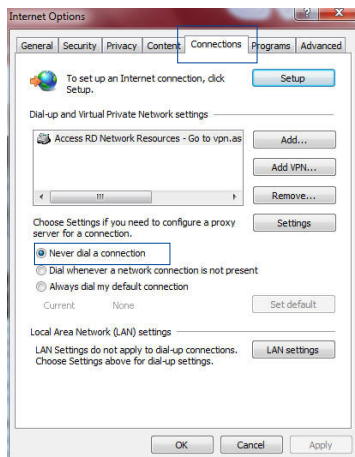 Internet Options
General Security Privacy Content Connections Programs Advanced
To set up an Internet connection, click
Setup.
Setup
Dial-up and Virtual Private Network settings
Access RD Network Resources - Go to vpn.as
Add...
Add VPN...
Remove...
Choose Settings if you need to configure a proxy
server for a connection.
Settings
Never dial a connection
Dial whenever a network connection is not present
Always dial my default connection
Current None
Set default
Local Area Network (LAN) settings
LAN Settings do not apply to dial-up connections.
Choose Settings above for dial-up settings.
LAN settings
OK Cancel Apply